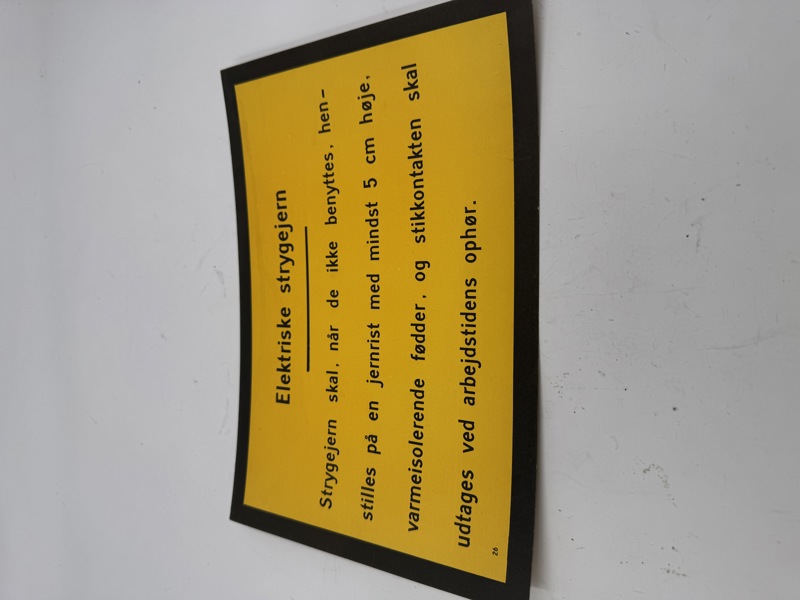 Elektriske strygejern
Strygejern skal, når de ikke benyttes, hen-
stilles på en jernrist med mindst 5 cm høje,
varmeisolerende fødder, og stikkontakten skal
udtages ved arbejdstidens ophør.
26